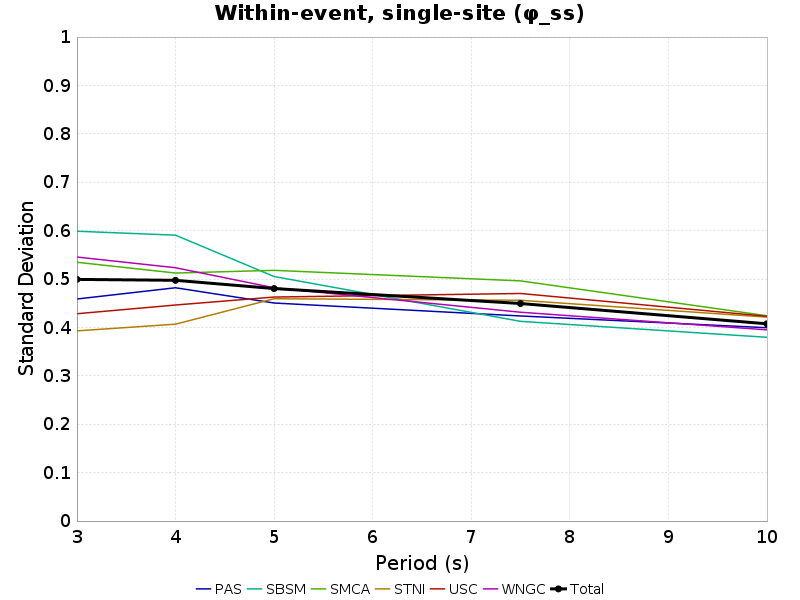 Within-event, single-site (φ_ss)
1
0.9
0.8
0.7
0.6
0.5
0.4
0.3
0.2
0.1
0
Standard Deviation
3 4 5 6 7 8 9 10
Period (s)
PAS SBSM SMCA STNI USC WNGC Total